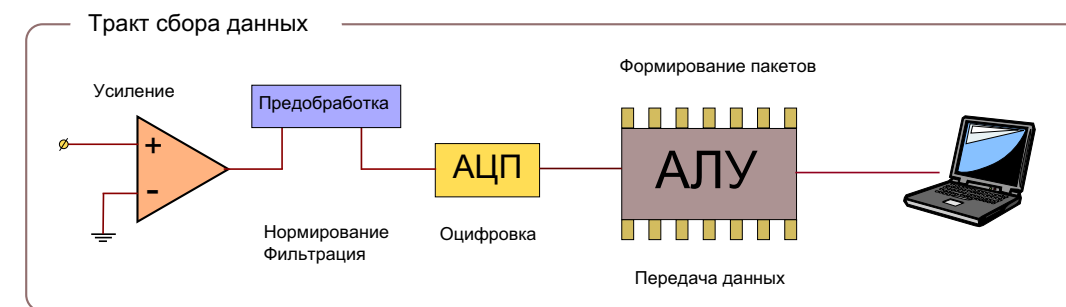 Тракт сбора данных
Формирование пакетов
Усиление
Предобработка
+
-
АЦП
АЛУ
Нормирование
Фильтрация
Оцифровка
Передача данных